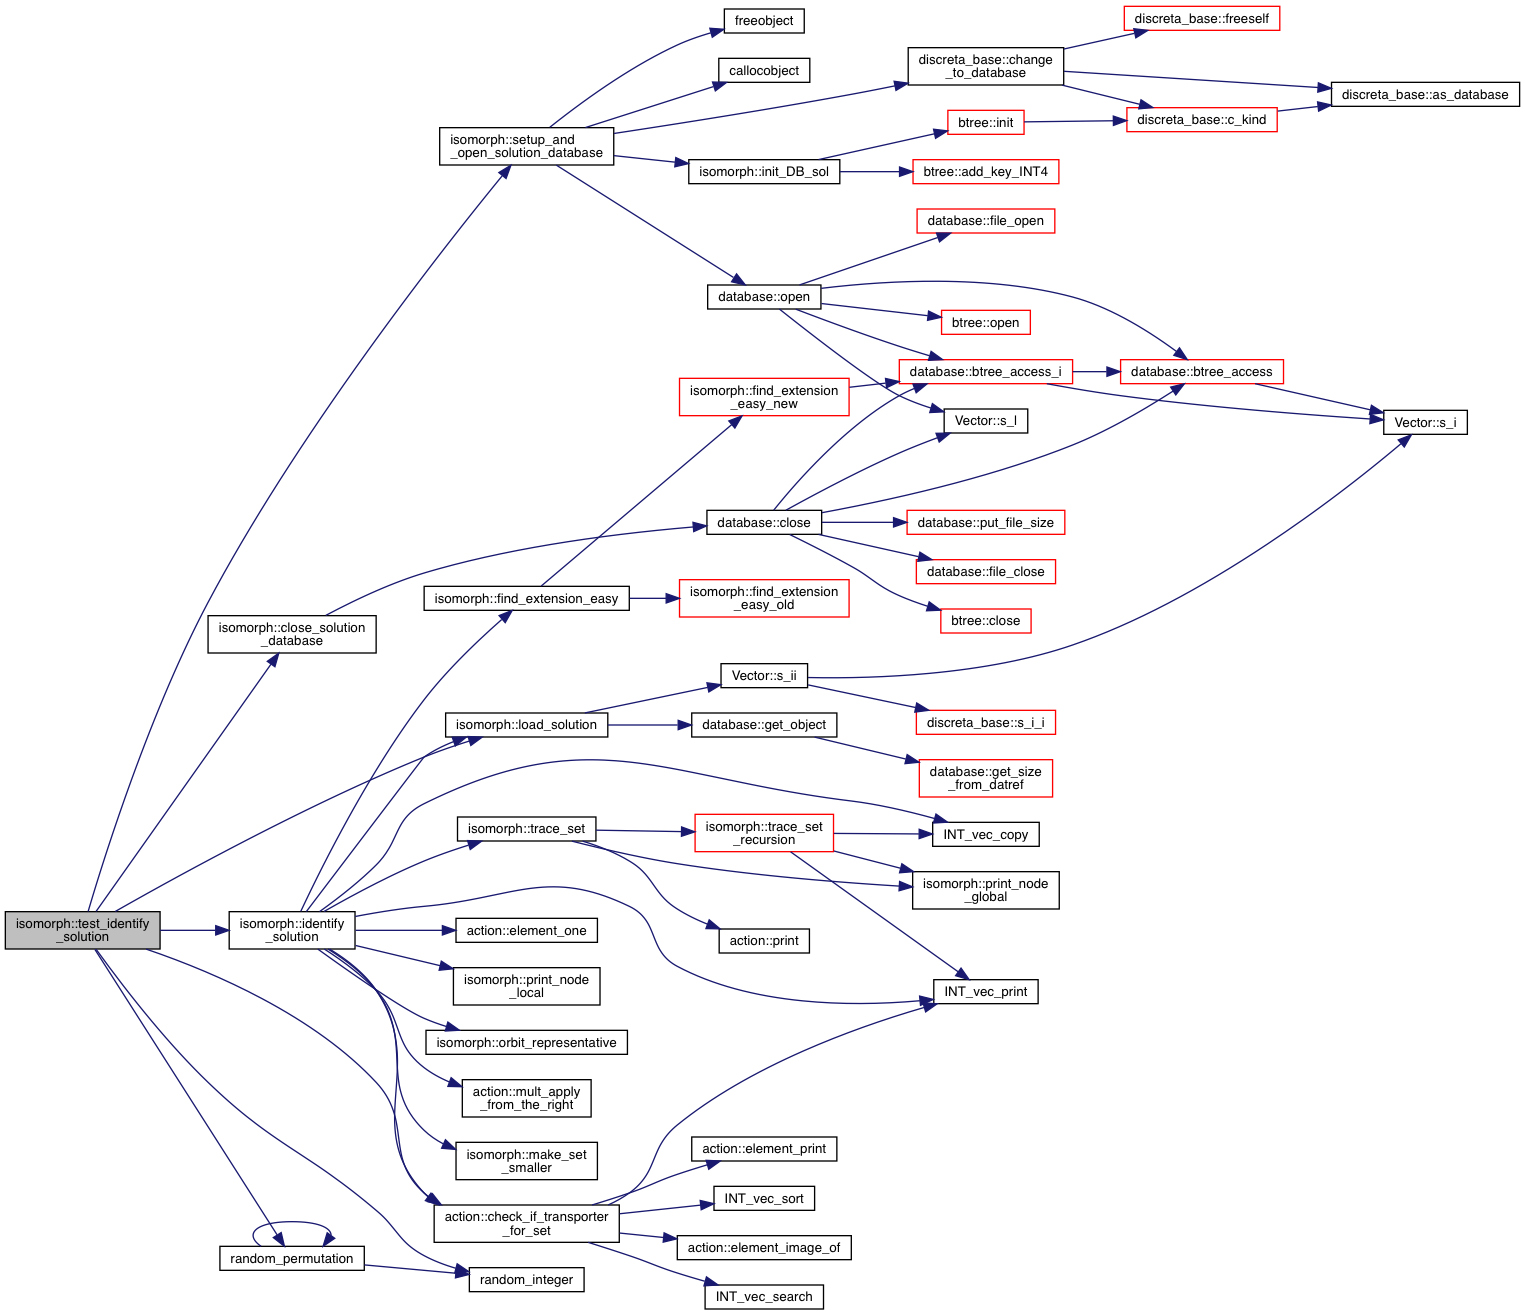 freeobject
discreta_base::freeself
callocobject
discreta_base::change
_to_database
discreta_base::as_database
btree::init
discreta_base::c_kind
isomorph::setup_and
_open_solution_database
isomorph::init_DB_sol
btree::add_key_INT4
database::file_open
database::open
btree::open
database::btree_access_i
database::btree_access
isomorph::find_extension
_easy_new
Vector::s_l
Vector::s_i
database::close
database::put_file_size
database::file_close
isomorph::find_extension_easy
isomorph::find_extension
_easy_old
btree::close
isomorph::close_solution
_database
Vector::s_ii
isomorph::load_solution
database::get_object
discreta_base::s_i_i
database::get_size
_from_datref
isomorph::trace_set
isomorph::trace_set
_recursion
INT_vec_copy
isomorph::print_node
_global
isomorph::test_identify
_solution
isomorph::identify
_solution
action::element_one
action::print
isomorph::print_node
_local
INT_vec_print
isomorph::orbit_representative
action::mult_apply
_from_the_right
isomorph::make_set
_smaller
action::element_print
INT_vec_sort
action::check_if_transporter
_for_set
action::element_image_of
random_permutation
random_integer
INT_vec_search